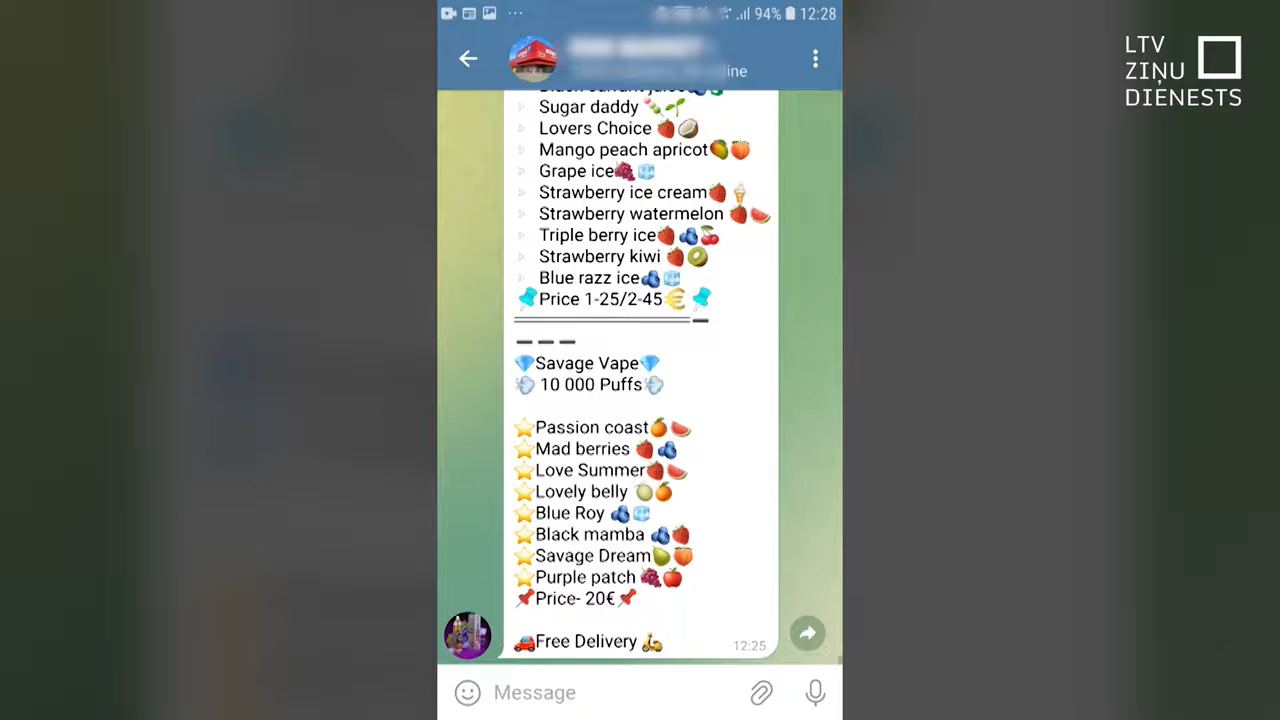 94% 12:28
LTV
ZIŅU
DIENESTS
ine
Sugar daddy
Lovers Choice
Mango peach apricot
Grape ice
Strawberry ice cream
Strawberry watermelon
Triple berry ice
Strawberry kiwi
Blue razz ice
Price 1-25/2-45€
Savage Vape
10 000 Puffs
Passion coast
Mad berries
Love Summer
Lovely belly
Blue Roy
Black mamba
Savage Dream
Purple patch
Price- 20€
Free Delivery
12:25
Message